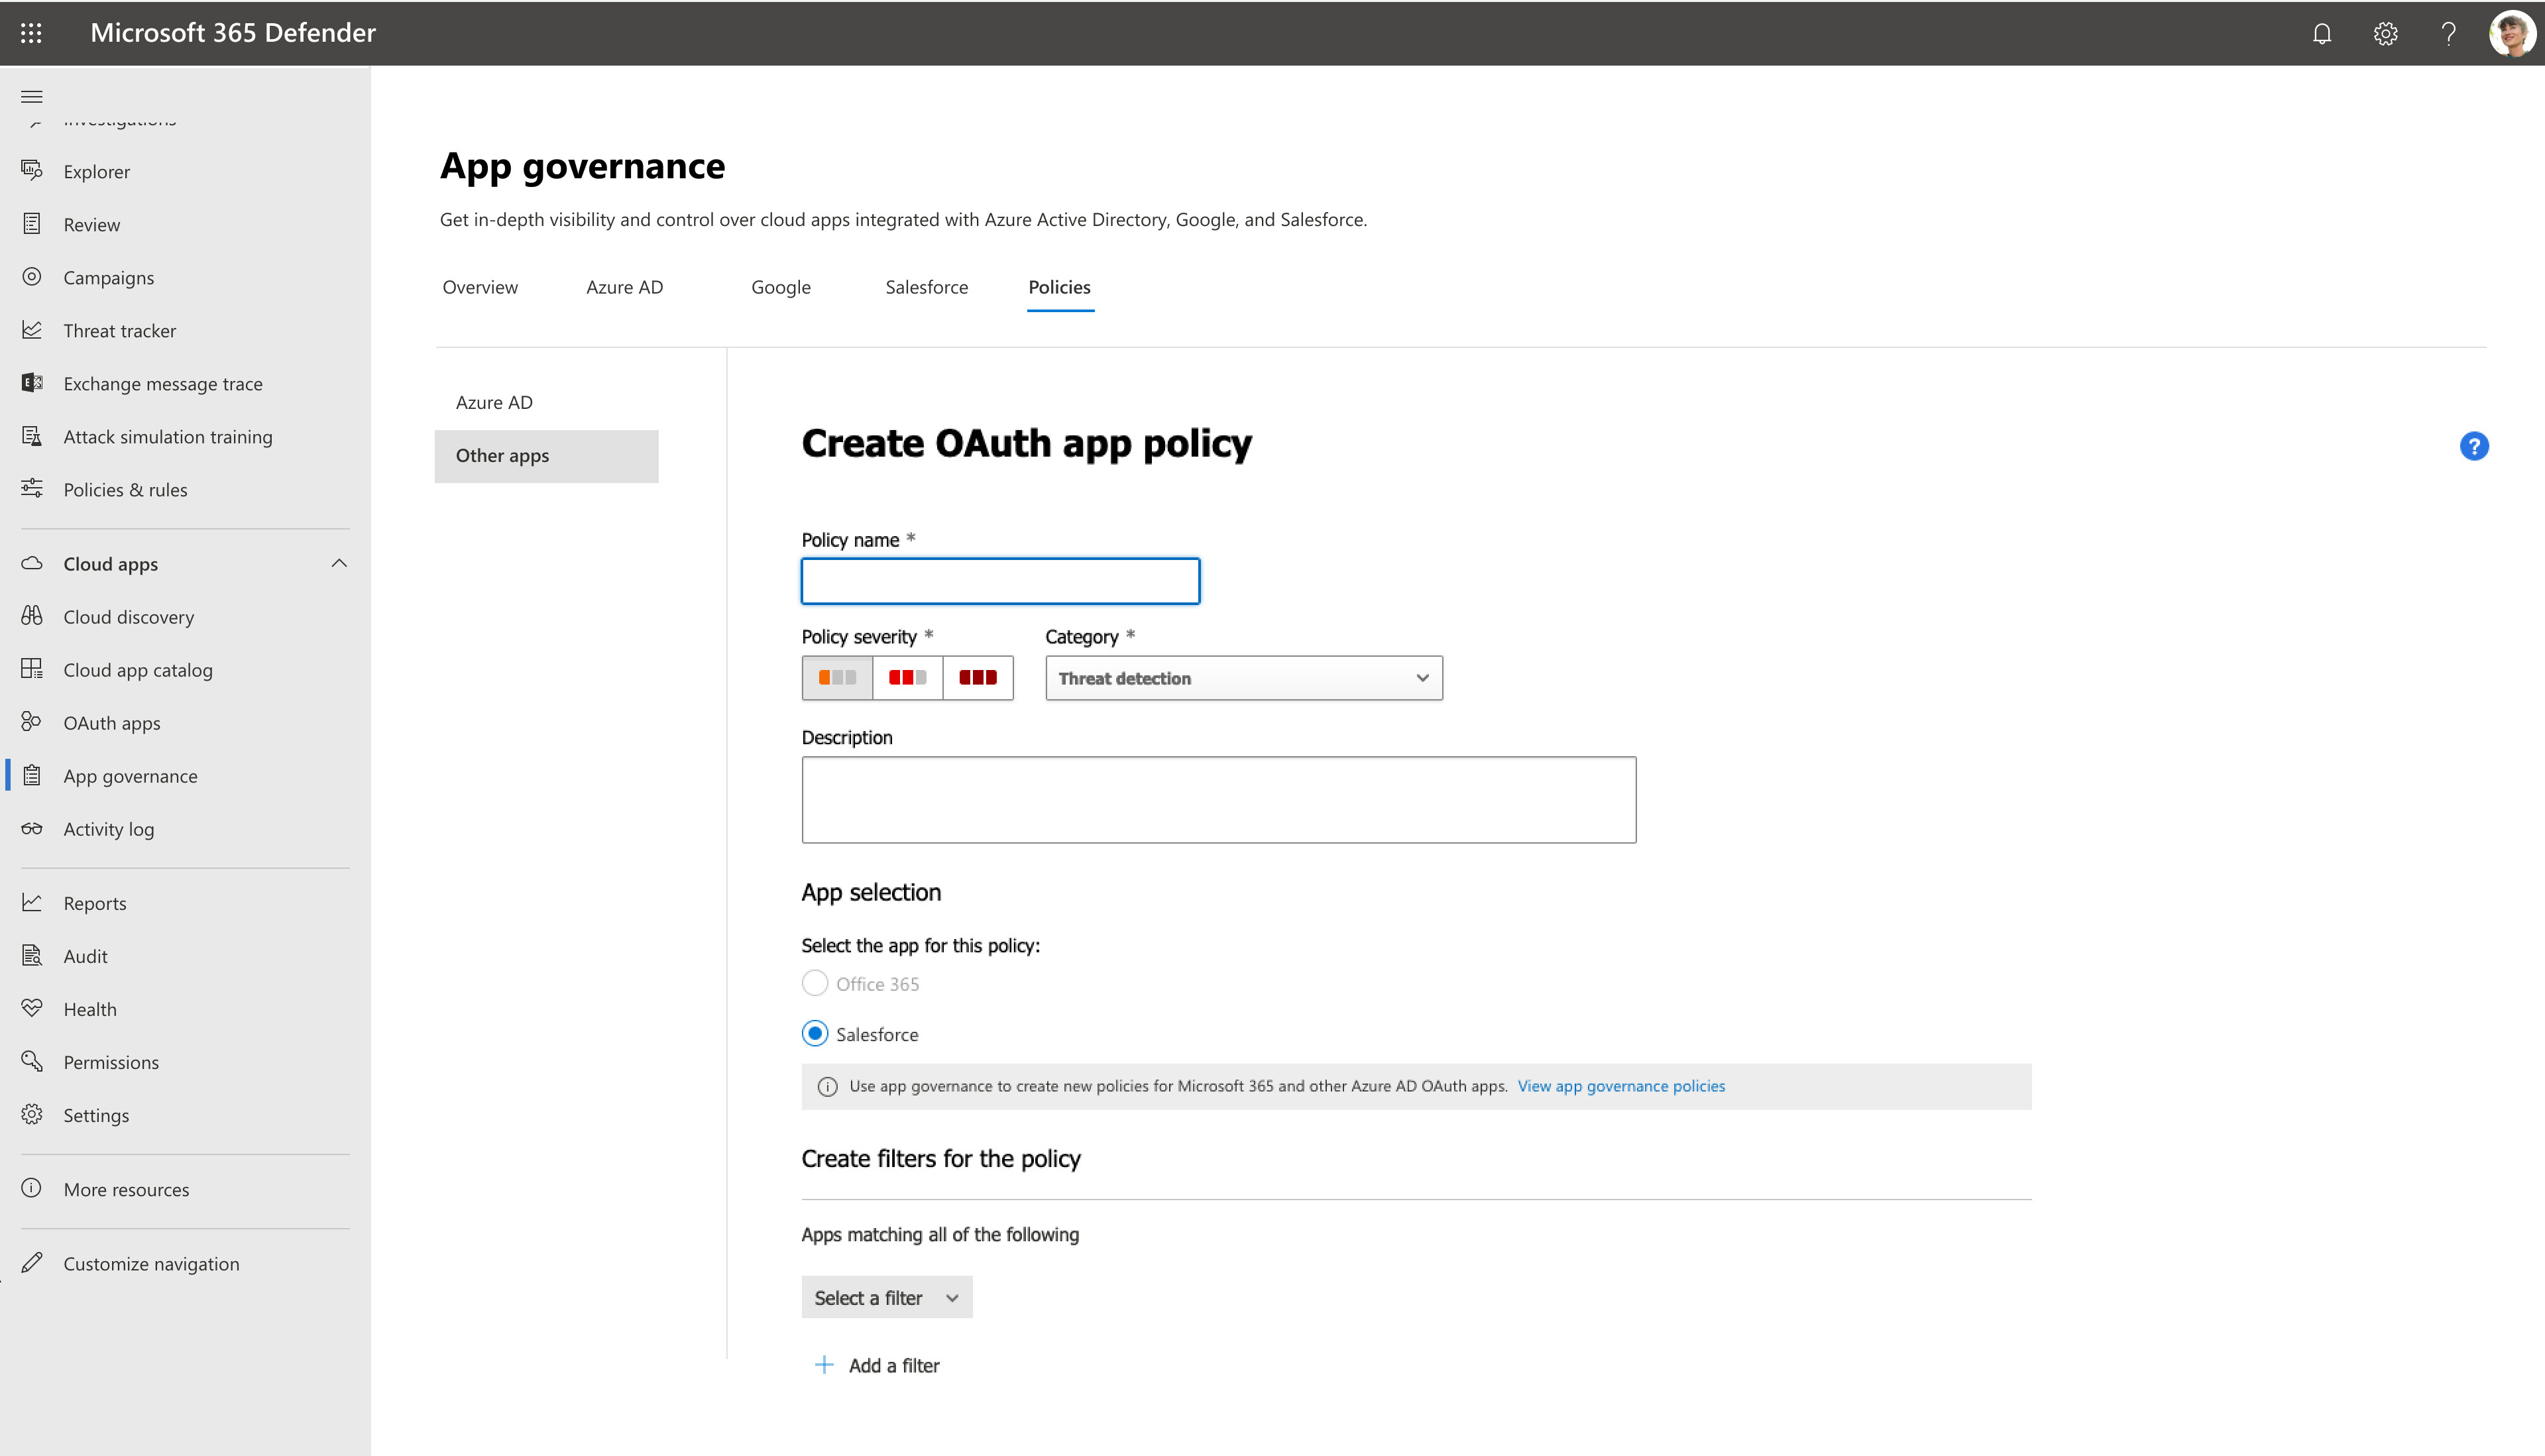 Microsoft 365 Defender
Investigations
Explorer
Review
Campaigns
Threat tracker
Exchange message trace
Attack simulation training
Policies & rules
Cloud apps
Cloud discovery
Cloud app catalog
OAuth apps
App governance
Activity log
Reports
Audit
Health
Permissions
Settings
More resources
Customize navigation
App governance
Get in-depth visibility and control over cloud apps integrated with Azure Active Directory, Google, and Salesforce.
Overview Azure AD Google Salesforce Policies
Azure AD
Other apps
Create OAuth app policy
?
Policy name *
Policy severity * Category *
Threat detection
Description
App selection
Select the app for this policy:
Office 365
Salesforce
Use app governance to create new policies for Microsoft 365 and other Azure AD OAuth apps. View app governance policies
Create filters for the policy
Apps matching all of the following
Select a filter
Add a filter